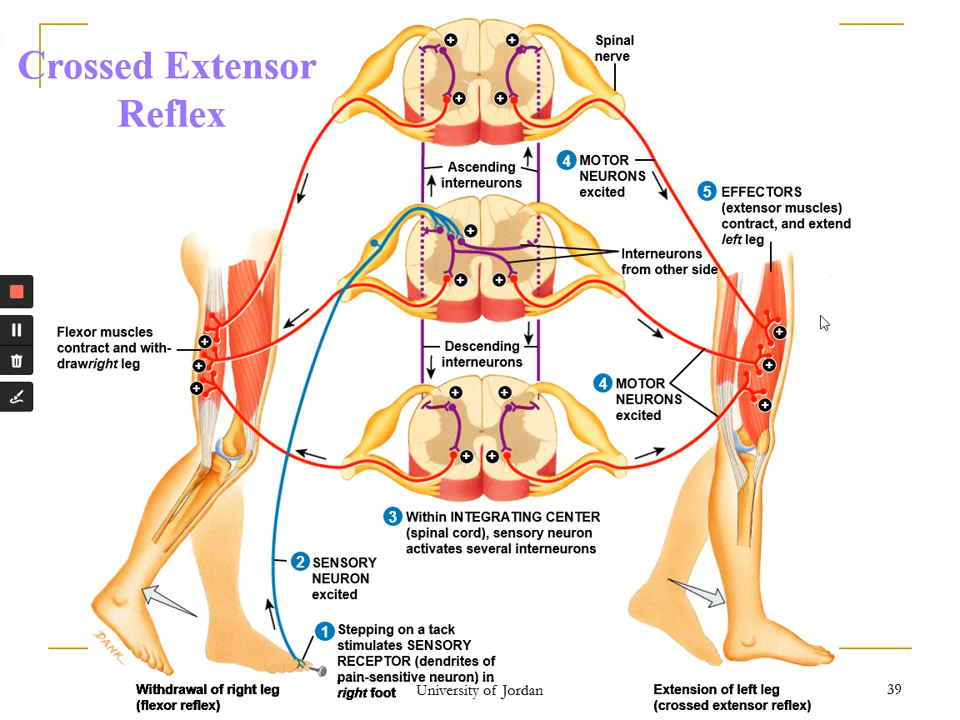 Crossed Extensor
Reflex
Spinal
nerve
Ascending
interneurons
4 MOTOR
NEURONS
excited
5 EFFECTORS
(extensor muscles)
contract, and extend
left leg
Interneurons
from other side
Flexor muscles
contract and with-
drawright leg
Descending
interneurons
4 MOTOR
NEURONS
excited
3 Within INTEGRATING CENTER
(spinal cord), sensory neuron
activates several interneurons
2 SENSORY
NEURON
excited
1 Stepping on a tack
stimulates SENSORY
RECEPTOR (dendrites of
pain-sensitive neuron) in
right foot
DANK
Withdrawal of right leg
(flexor reflex)
University of Jordan
Extension of left leg
(crossed extensor reflex)
39